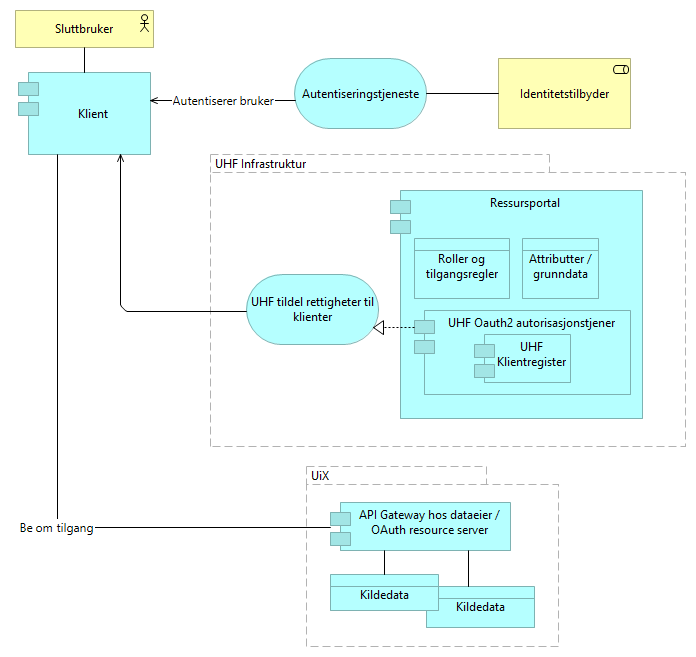 Sluttbruker
Klient
Autentiserer bruker
Autentiseringstjeneste
Identitetstilbyder
UHF Infrastruktur
Ressursportal
Roller og
tilgangsregler
Attributter /
grunndata
UHF tildel rettigheter til
klienter
UHF Oauth2 autorisasjonstjener
UHF
Klientregister
UiX
API Gateway hos dataeier /
OAuth resource server
Be om tilgang
Kildedata
Kildedata